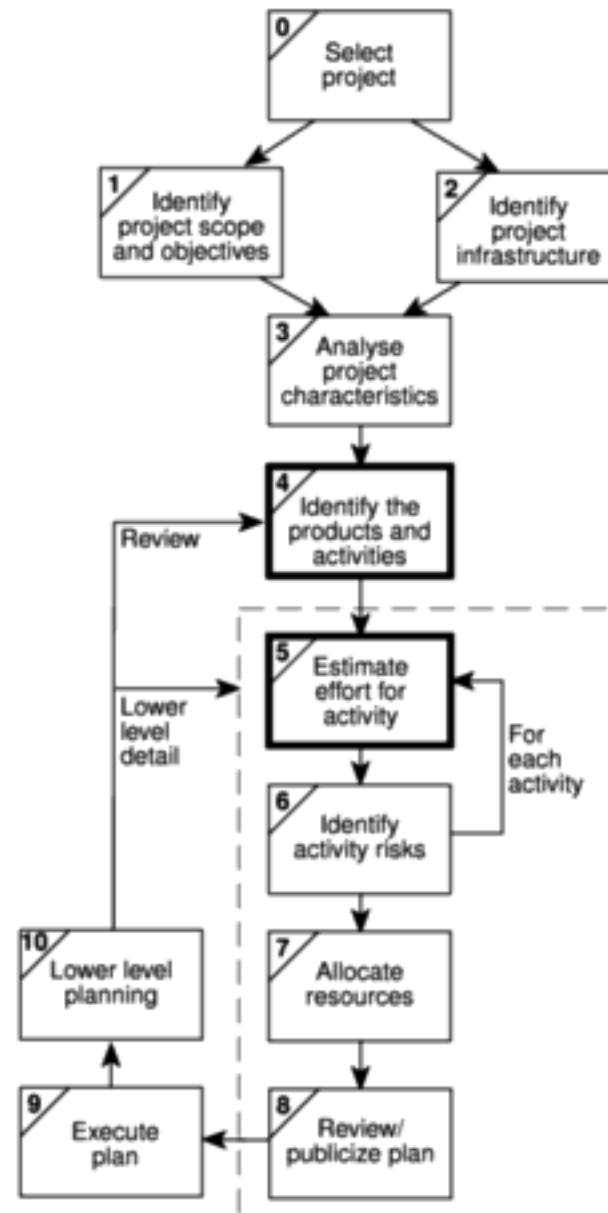 0
Select
project
1
Identify
project scope
and objectives
2
Identify
project
infrastructure
3
Analyse
project
characteristics
4
Identify the
products and
activities
Review
5
Estimate
effort for
activity
Lower
level
detail
For
each
activity
6
Identify
activity risks
7
Allocate
resources
10
Lower level
planning
8
Review/
publicize plan
9
Execute
plan